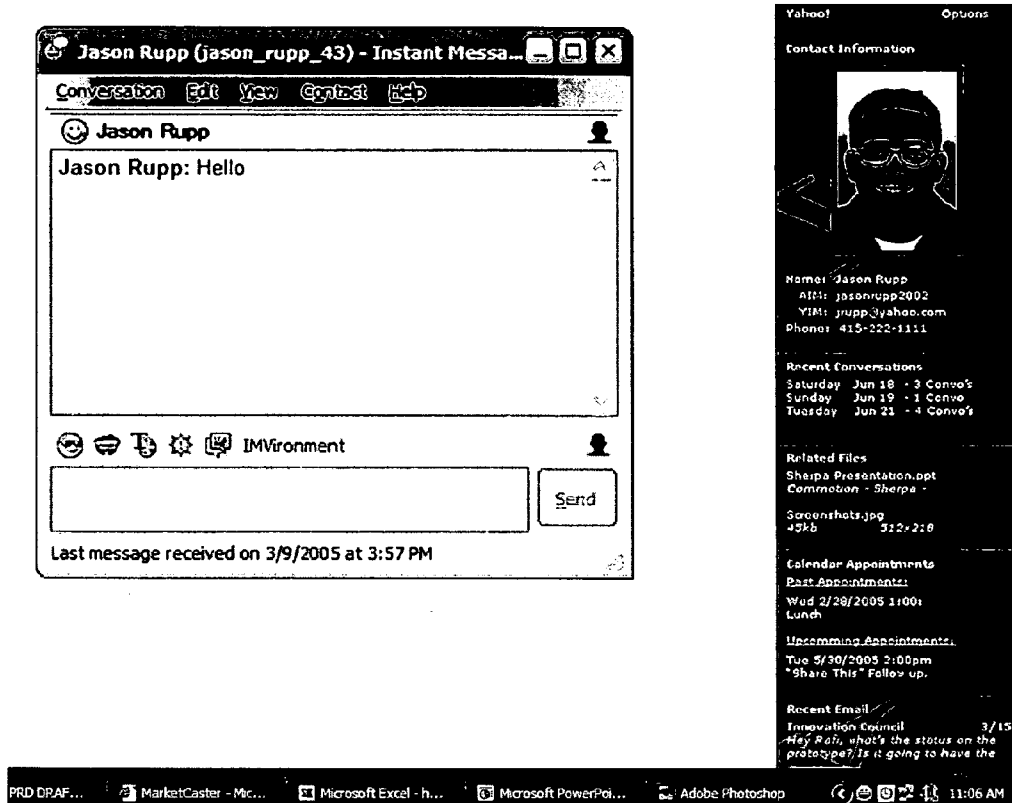 Jason Rupp (jason_rupp_43) - Instant Messa...
Conversation Edit View Contact Help
Jason Rupp
Jason Rupp: Hello
IMVironment
Send
Last message received on 3/9/2005 at 3:57 PM
Yahoo! Options
Contact Information
Name: Jason Rupp
AIM: jasonrupp2002
YIM: jrupp@yahoo.com
Phone: 415-222-1111
Recent Conversations
Saturday Jun 18 - 3 Convo's
Sunday Jun 19 - 1 Convo
Tuesday Jun 21 - 4 Convo's
Related Files
Sherpa Presentation.ppt
Commotion - Sherpa -
Screenshots.jpg
45kb 512x218
Calendar Appointments
Past Appointments:
Wed 2/28/2005 1:00:
Lunch
Upcomming Appointments:
Tue 5/30/2005 2:00pm
"Share This" Follow up.
Recent Email
Innovation Council 3/15
Hey Rafi, what's the status on the
prototype? Is it going to have the
PRD DRAF... MarketCaster - Mic... Microsoft Excel - h... Microsoft PowerPoi... Adobe Photoshop 11:06 AM